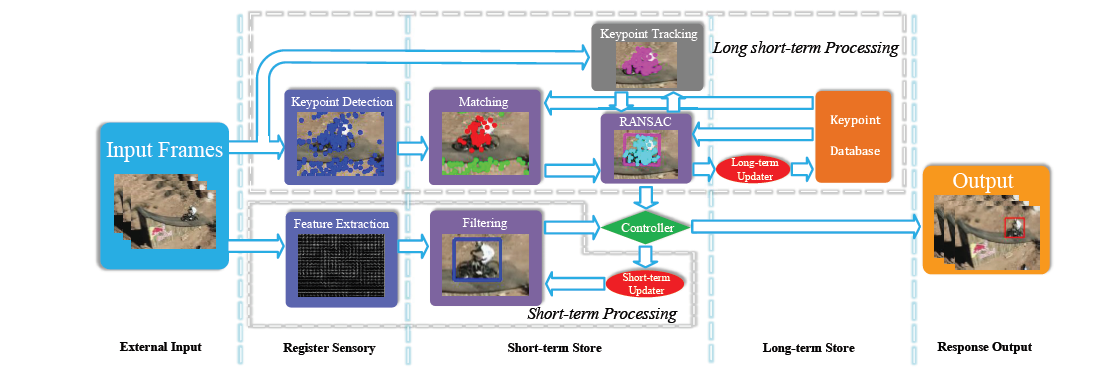 Keypoint Tracking
Long short-term Processing
Keypoint Detection
Matching
RANSAC
Keypoint
Database
Input Frames
Long-term
Updater
Output
Feature Extraction
Filtering
Controller
Short-term
Updater
Short-term Processing
External Input
Register Sensory
Short-term Store
Long-term Store
Response Output